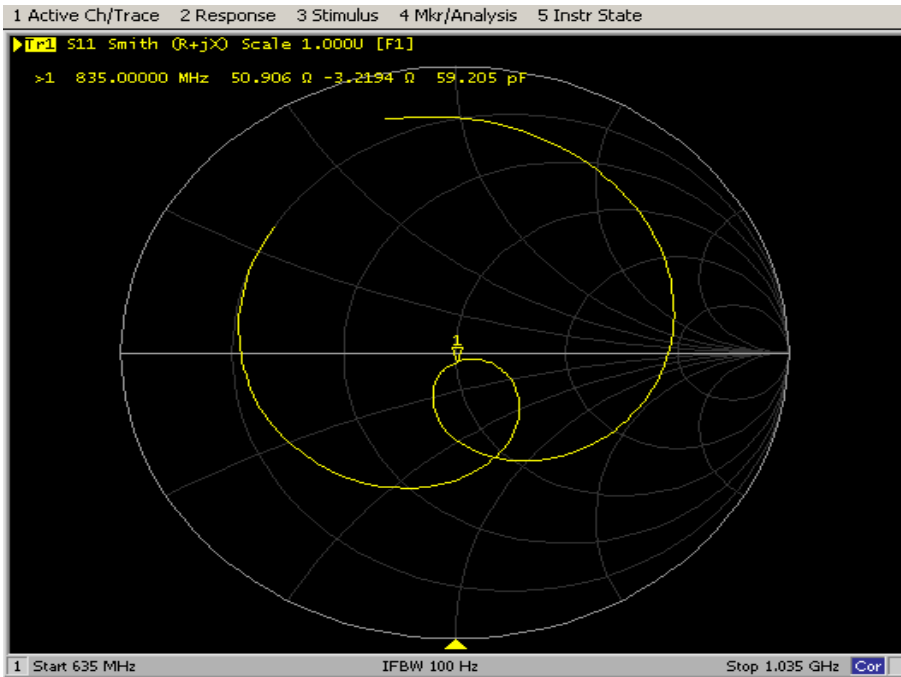 1 Active Ch/Trace 2 Response 3 Stimulus 4 Mkr/Analysis 5 Instr State
Tr1 S11 Smith (R+jX) Scale 1.000U [F1]
>1 835.00000 MHz 50.906 Ω -3.2194 Ω 59.205 pF
1
1 Start 635 MHz IFBW 100 Hz Stop 1.035 GHz Cor